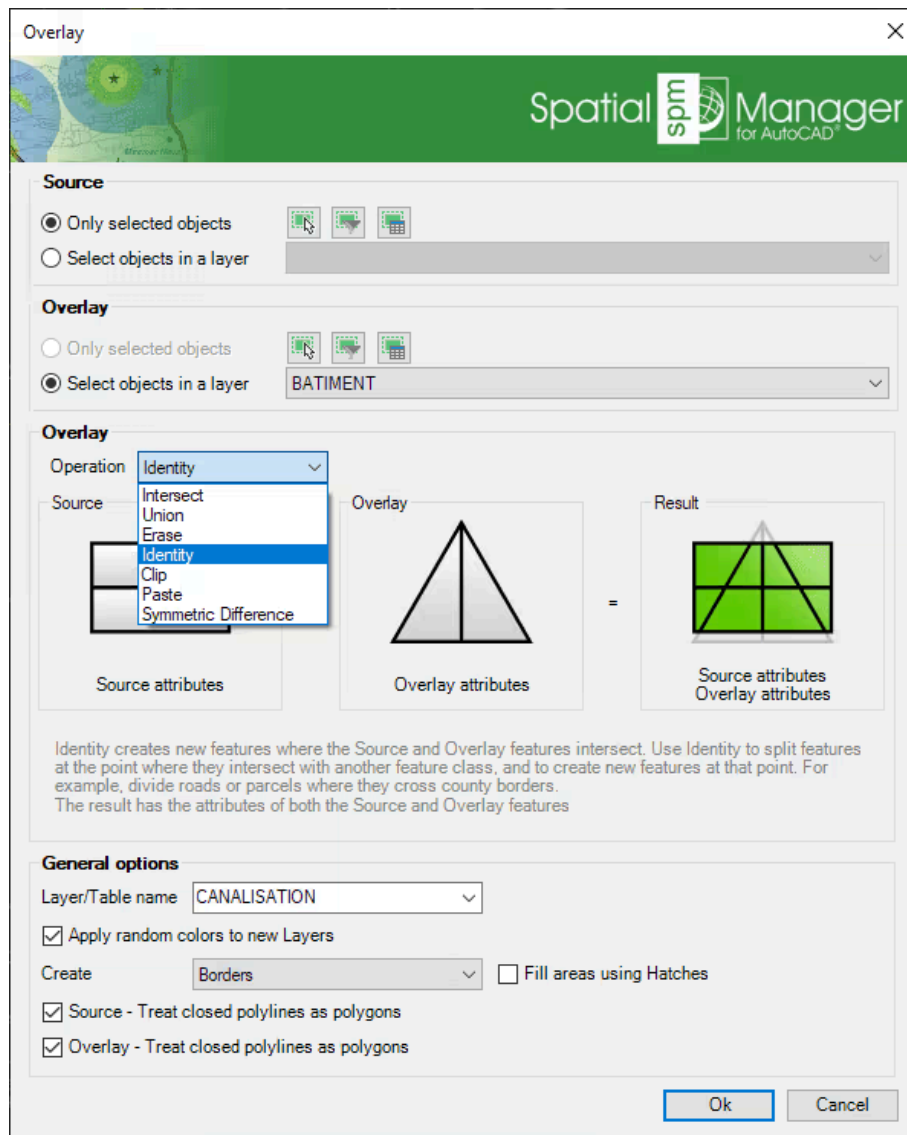 Overlay
Spatial spm Manager
for AutoCAD®
Source
Only selected objects
Select objects in a layer
Overlay
Only selected objects
Select objects in a layer BATIMENT
Overlay
Operation Identity
Intersect
Union
Erase
Identity
Clip
Paste
Symmetric Difference
Source
Source attributes
Overlay
Overlay attributes
=
Result
Source attributes
Overlay attributes
Identity creates new features where the Source and Overlay features intersect. Use Identity to split features
at the point where they intersect with another feature class, and to create new features at that point. For
example, divide roads or parcels where they cross county borders.
The result has the attributes of both the Source and Overlay features
General options
Layer/Table name CANALISATION
Apply random colors to new Layers
Create Borders Fill areas using Hatches
Source - Treat closed polylines as polygons
Overlay - Treat closed polylines as polygons
Ok Cancel